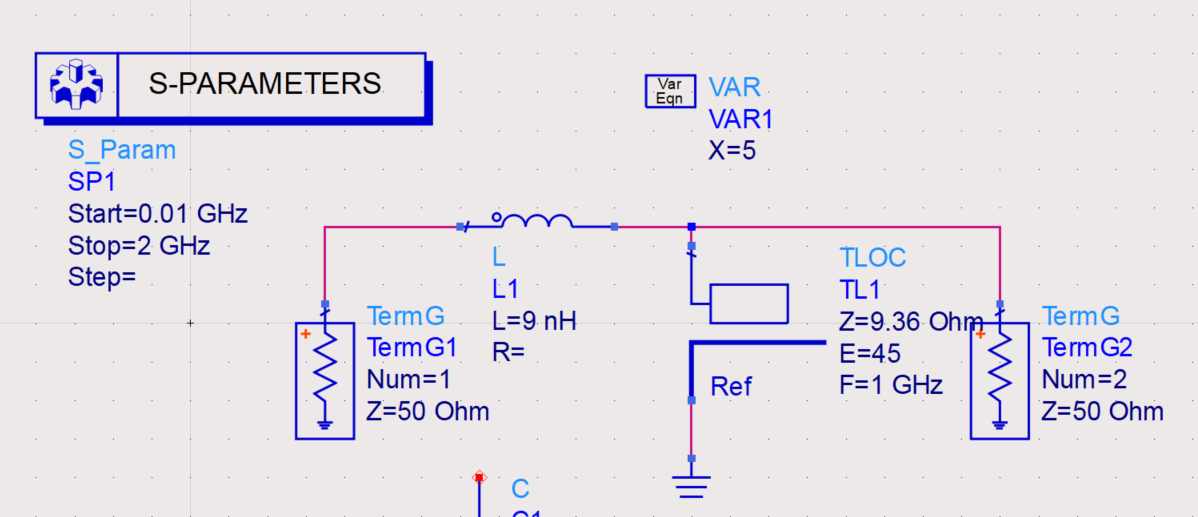 S-PARAMETERS
S_Param
SP1
Start=0.01 GHz
Stop=2 GHz
Step=
Var
Eqn
VAR
VAR1
X=5
L
L1
L=9 nH
R=
TermG
TermG1
Num=1
Z=50 Ohm
TLOC
TL1
Z=9.36 Ohm
E=45
F=1 GHz
Ref
TermG
TermG2
Num=2
Z=50 Ohm
C
C1